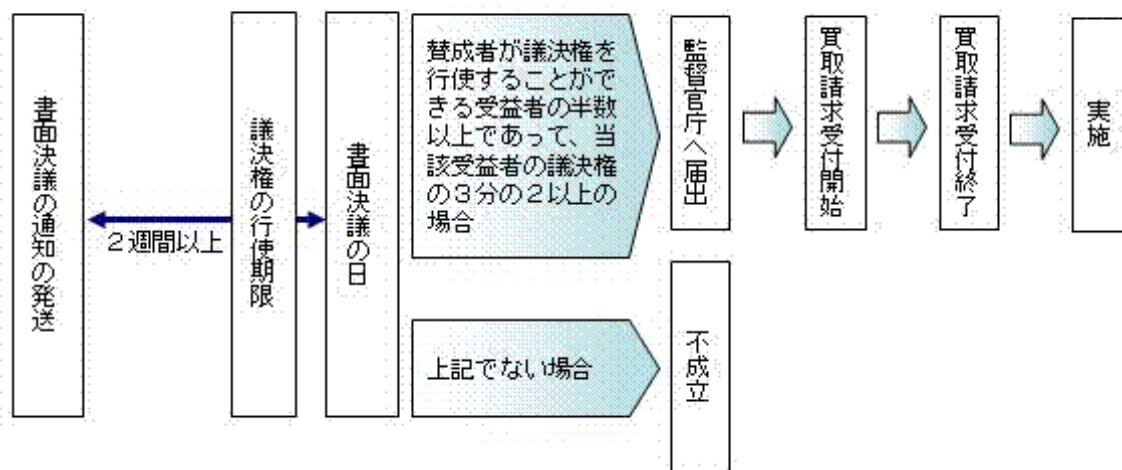 書面決議の通知の発送
2週間以上
議決権の行使期限
書面決議の日
賛成者が議決権を
行使することがで
きる受益者の半数
以上であって、当
該受益者の議決権
の3分の2以上の
場合
監督官庁へ届出
買取請求受付開始
買取請求受付終了
実施
上記でない場合
不成立